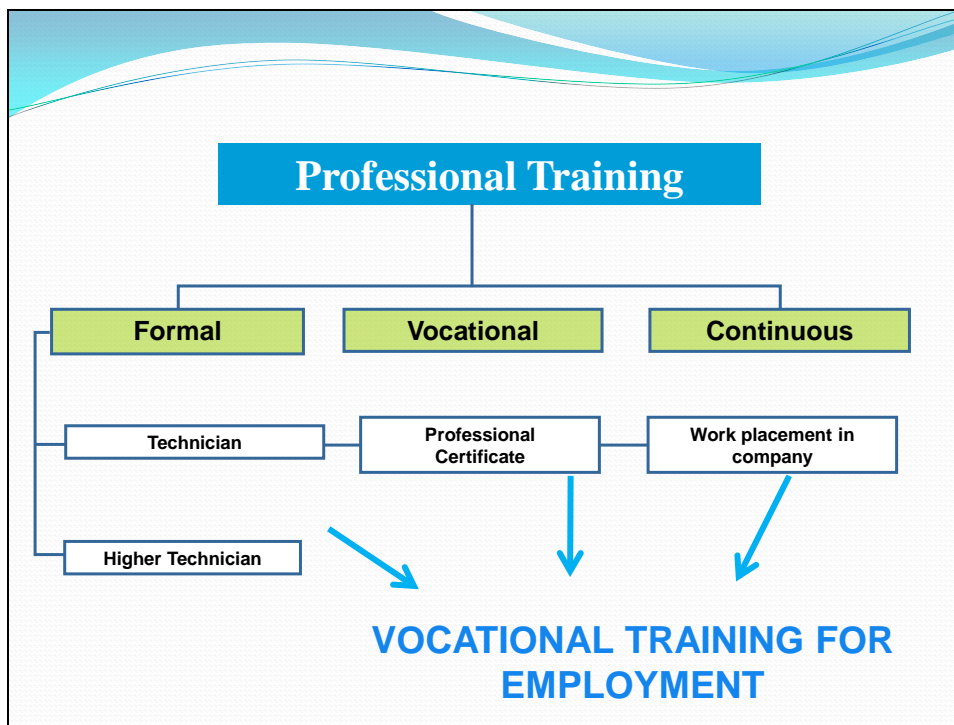 Professional Training
Formal
Vocational
Continuous
Technician
Professional
Certificate
Work placement in
company
Higher Technician
VOCATIONAL TRAINING FOR
EMPLOYMENT